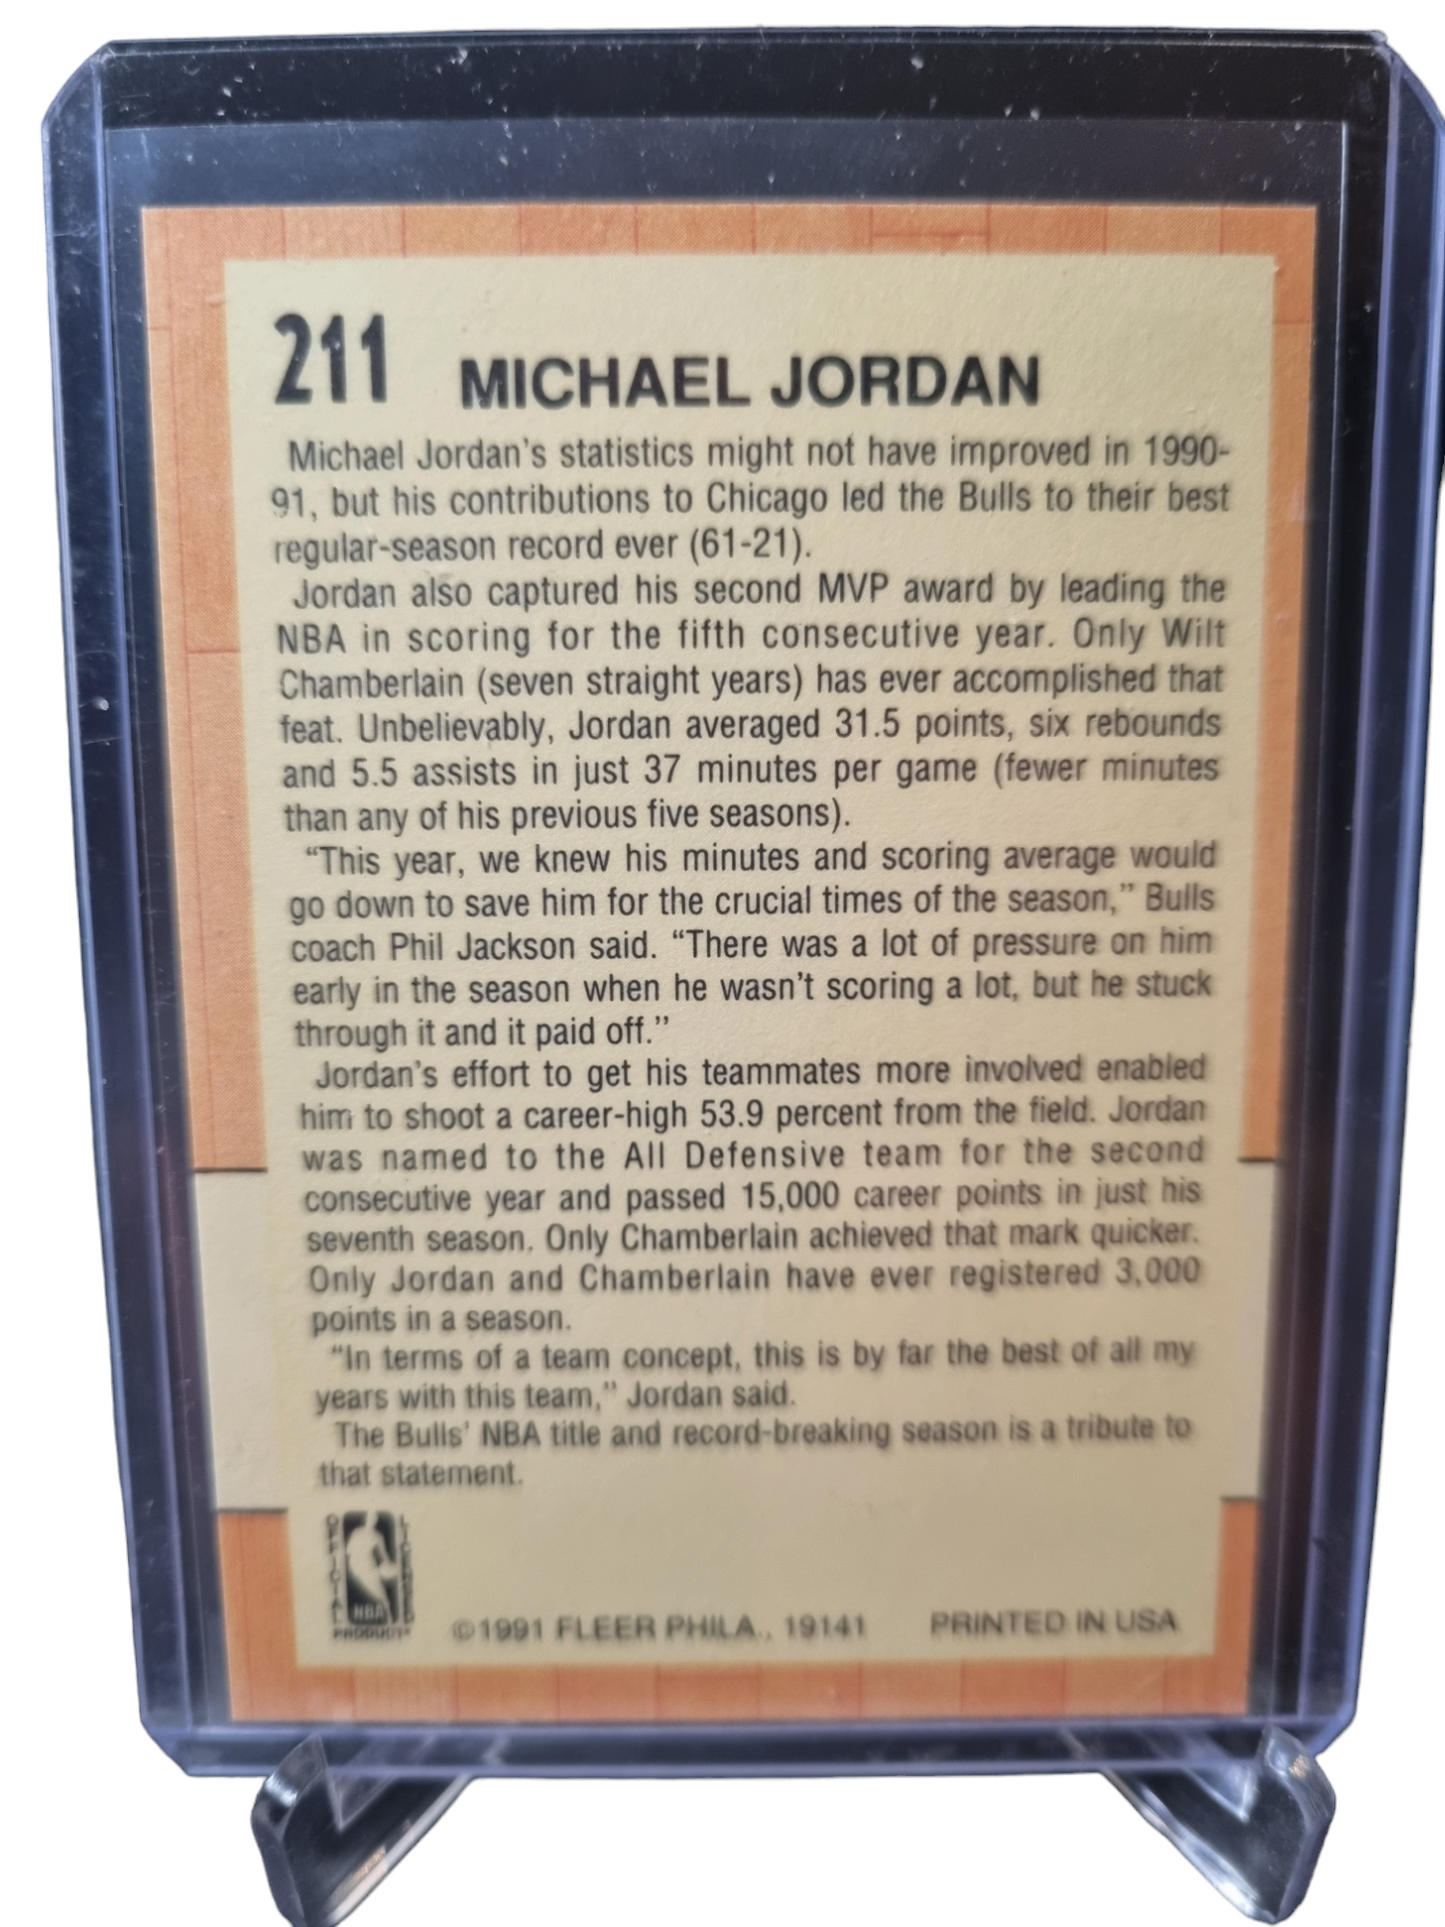 211 MICHAEL JORDAN
Michael Jordan's statistics might not have improved in 1990-
91, but his contributions to Chicago led the Bulls to their best
regular-season record ever (61-21).
Jordan also captured his second MVP award by leading the
NBA in scoring for the fifth consecutive year. Only Wilt
Chamberlain (seven straight years) has ever accomplished that
feat. Unbelievably, Jordan averaged 31.5 points, six rebounds
and 5.5 assists in just 37 minutes per game (fewer minutes
than any of his previous five seasons).
“This year, we knew his minutes and scoring average would
go down to save him for the crucial times of the season,” Bulls
coach Phil Jackson said. “There was a lot of pressure on him
early in the season when he wasn't scoring a lot, but he stuck
through it and it paid off.”
Jordan's effort to get his teammates more involved enabled
him to shoot a career-high 53.9 percent from the field. Jordan
was named to the All Defensive team for the second
consecutive year and passed 15,000 career points in just his
seventh season. Only Chamberlain achieved that mark quicker.
Only Jordan and Chamberlain have ever registered 3,000
points in a season.
“In terms of a team concept, this is by far the best of all my
years with this team,” Jordan said.
The Bulls' NBA title and record-breaking season is a tribute to
that statement.
OFFICIAL
LICENSED
NBA
PRODUCT
©1991 FLEER PHILA., 19141 PRINTED IN USA